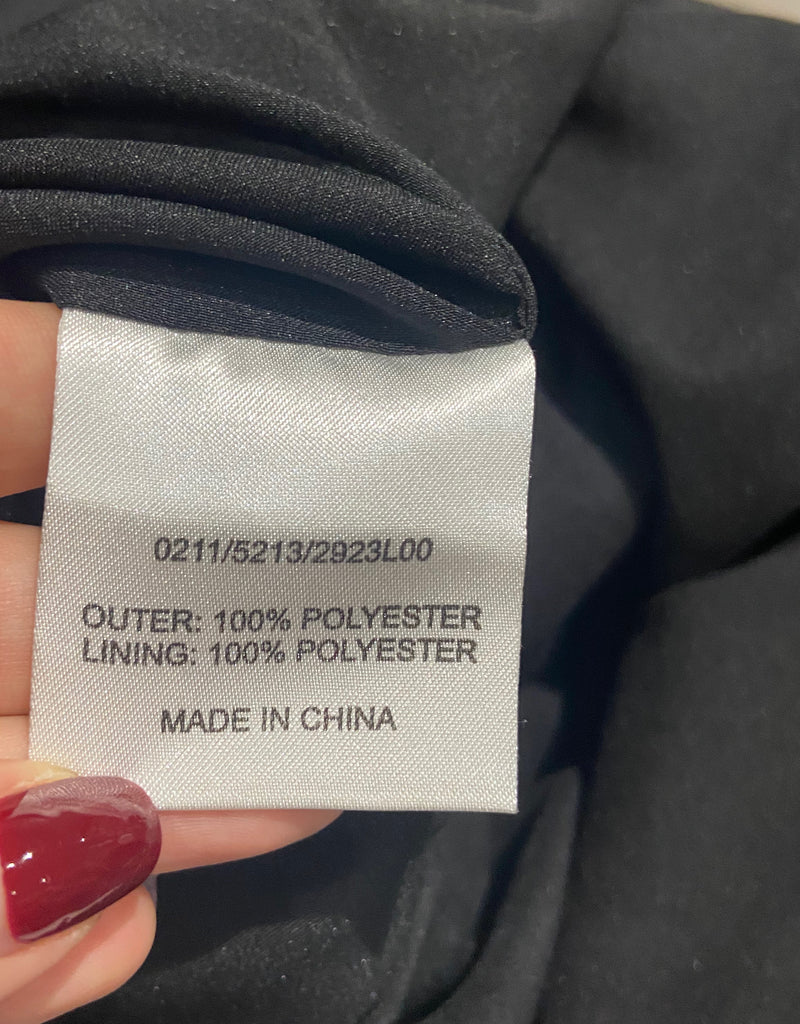 0211/5213/2923L00
OUTER: 100% POLYESTER
LINING: 100% POLYESTER
MADE IN CHINA